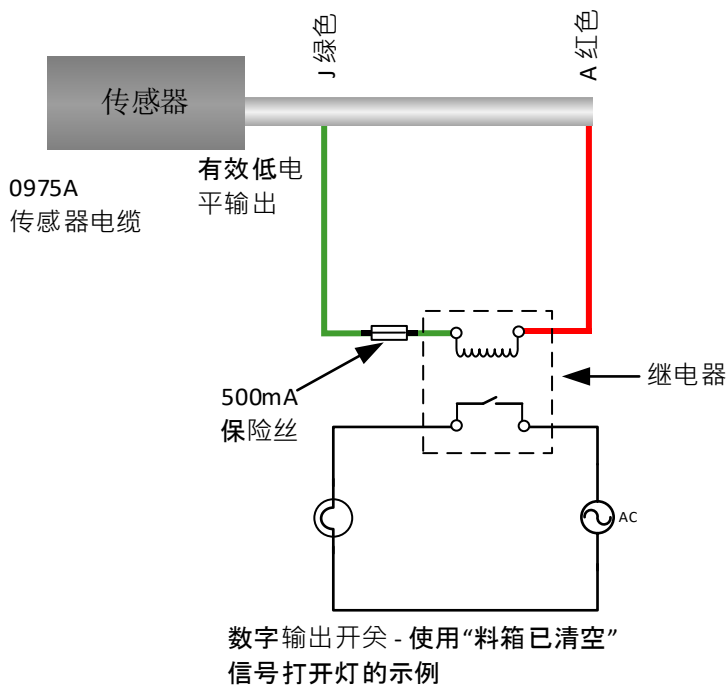 J 绿色
A 红色
传感器
0975A
传感器电缆
有效低电
平输出
500mA
保险丝
继电器
AC
数字输出开关 - 使用“料箱已清空”
信号打开灯的示例